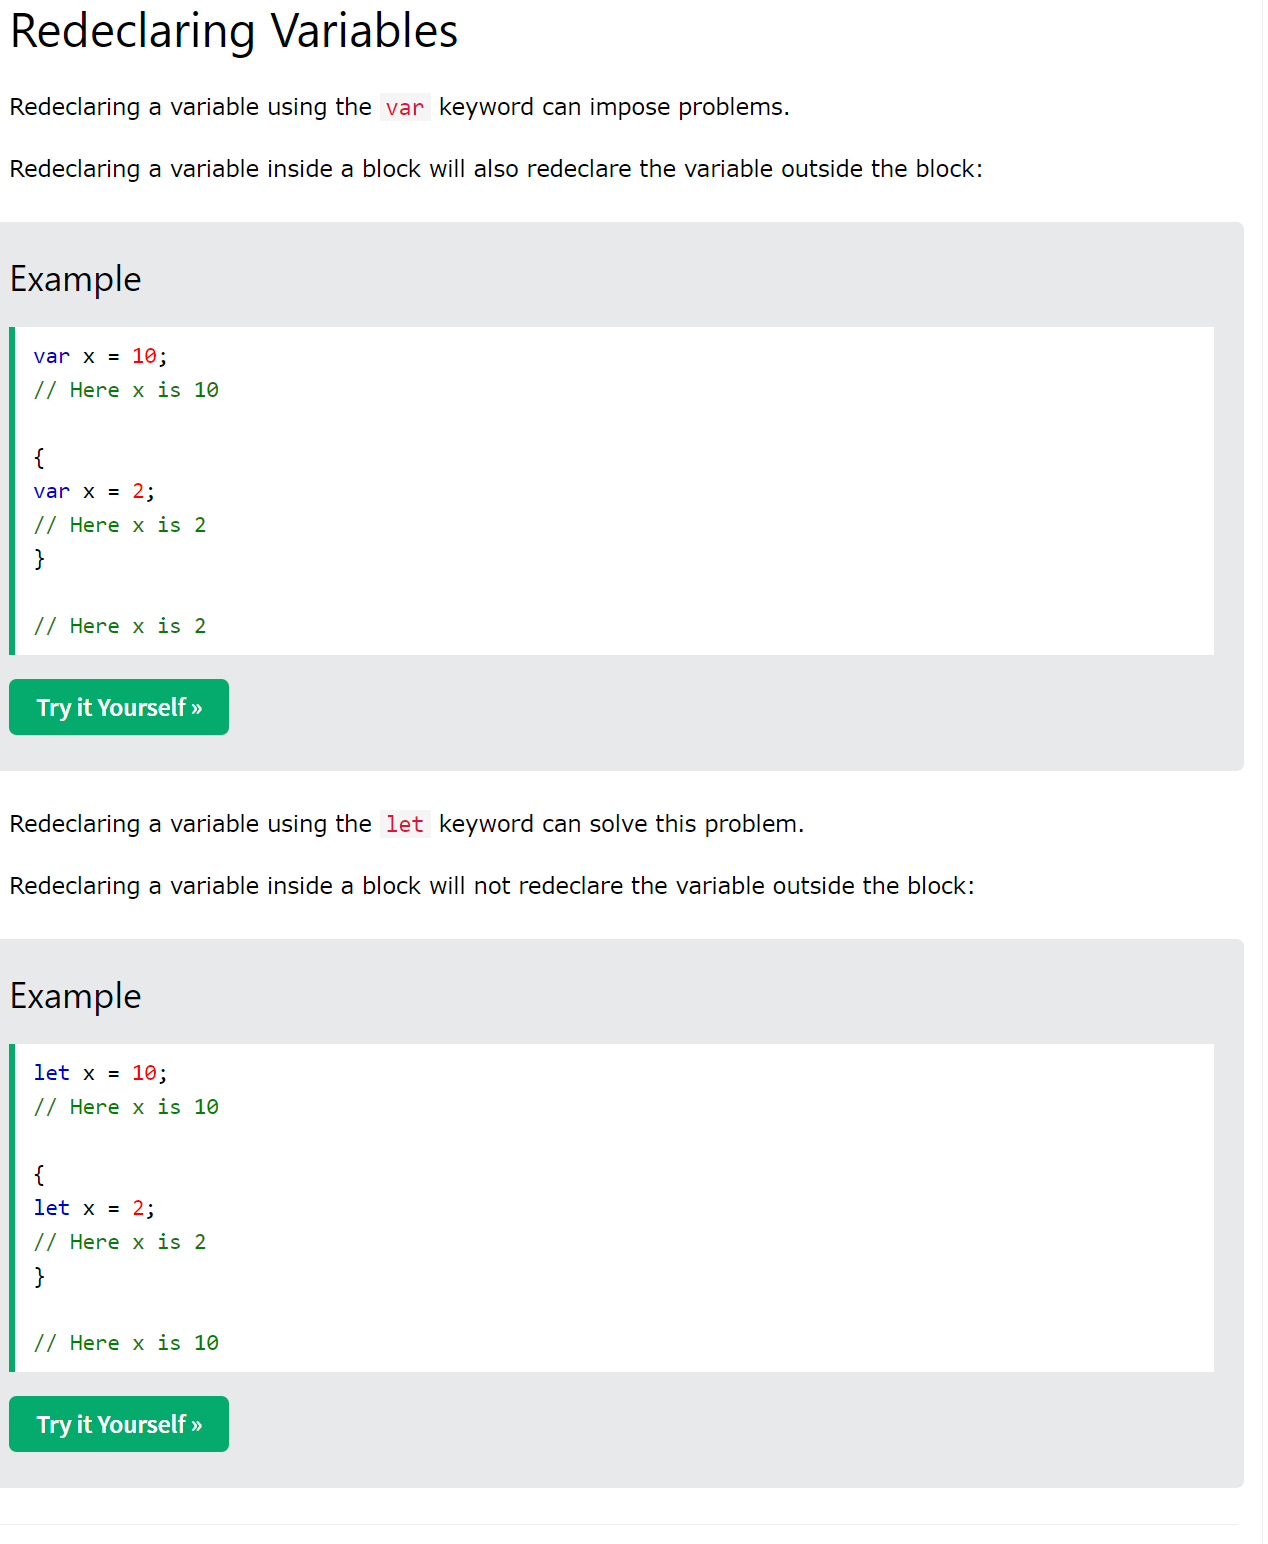 Redeclaring Variables
Redeclaring a variable using the var keyword can impose problems.
Redeclaring a variable inside a block will also redeclare the variable outside the block:
Example
var x = 10;
// Here x is 10
{
var x = 2;
// Here x is 2
}
// Here x is 2
Try it Yourself »
Redeclaring a variable using the let keyword can solve this problem.
Redeclaring a variable inside a block will not redeclare the variable outside the block:
Example
let x = 10;
// Here x is 10
{
let x = 2;
// Here x is 2
}
// Here x is 10
Try it Yourself »